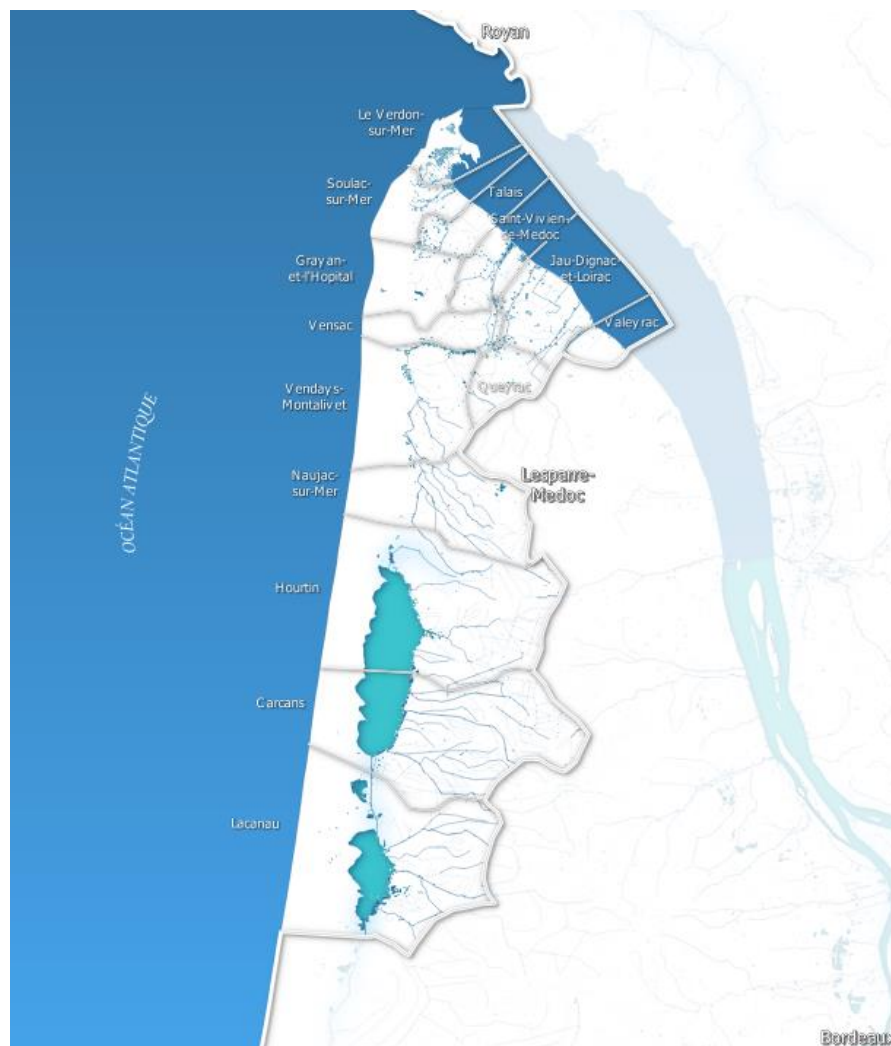 Royan
Le Verdon-
sur-Mer
Soulac-
sur-Mer
Talais
Saint-Vivien-
de-Medoc
Grayan-
et-l'Hopital
Jau-Dignac-
et-Loirac
Vensac
Valeyrac
Vendays-
Montalivet
Queyrac
OCÉAN ATLANTIQUE
Naujac-
sur-Mer
Lesparre-
Medoc
Hourtin
Carcans
Lacanau
Bordeaux